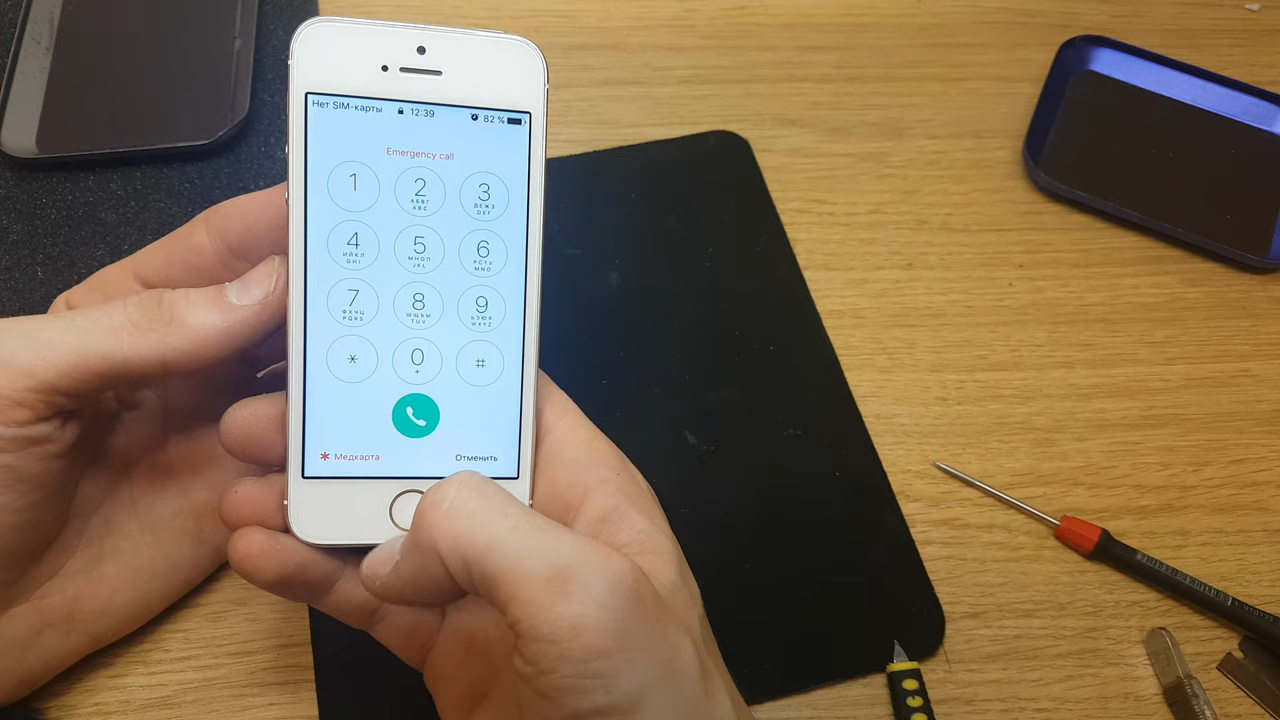 Нет SIM-карты 12:39 82 %
Emergency call
1 2 3
АБВГ ДЕЖЗ
ABC DEF
4 5 6
ИЙКЛ МНОП РСТУ
GHI JKL MNO
7 8 9
ФХЧЦ ШЩЪЫ ЬЭЮЯ
PQRS TUV WXYZ
* 0 #
+
* Медкарта Отменить